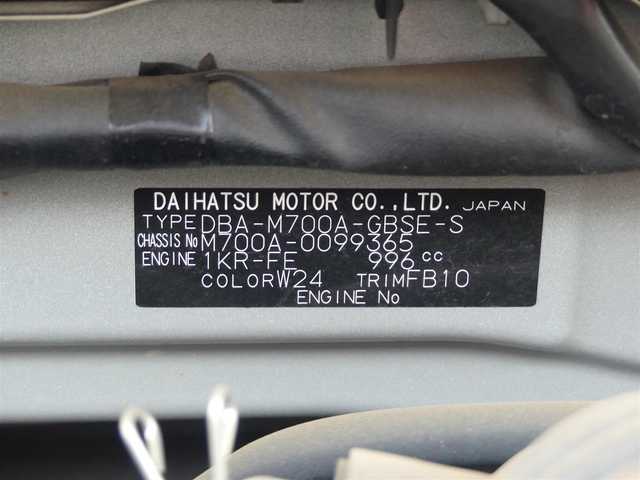 DAIHATSU MOTOR CO.,LTD. JAPAN
TYPE DBA-M700A-GBSE-S
CHASSIS No M700A-0099365
ENGINE 1KR-FE 996 cc
COLOR W24 TRIM FB10
ENGINE No